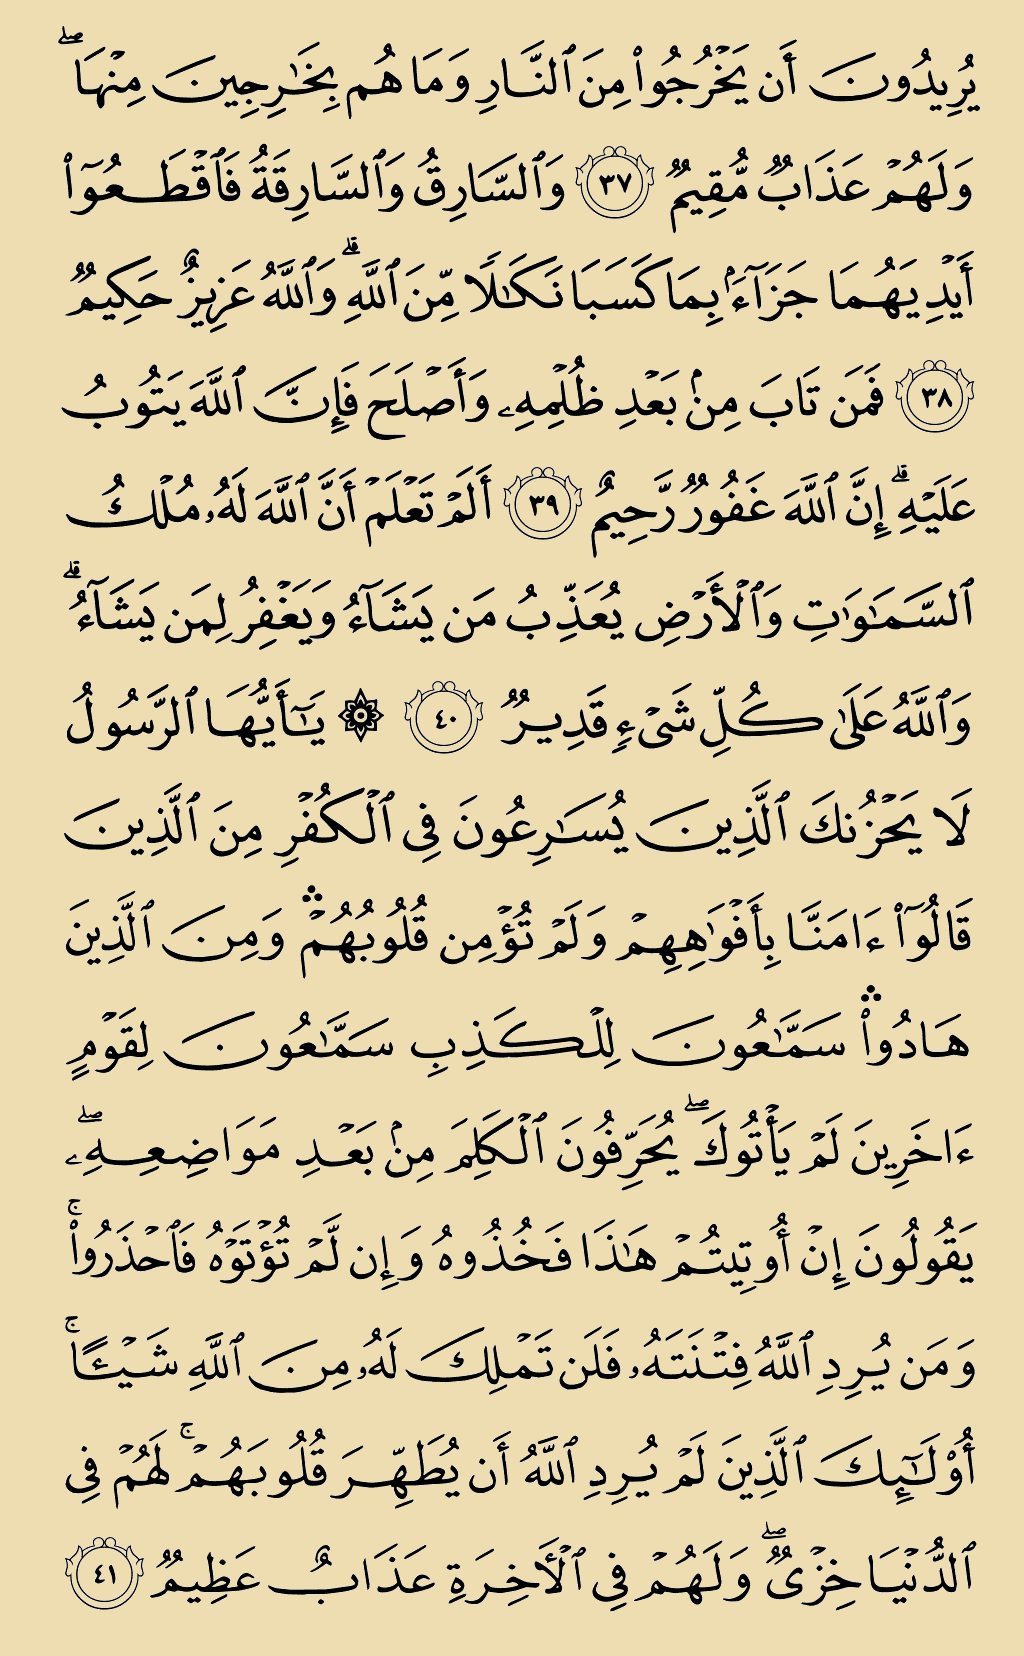 يُرِيدُونَ أَن يَخْرُجُوا۟ مِنَ ٱلنَّارِ وَمَا هُم بِخَـٰرِجِينَ مِنْهَا ۖ
وَلَهُمْ عَذَابٌ مُّقِيمٌ ٣٧ وَٱلسَّارِقُ وَٱلسَّارِقَةُ فَٱقْطَعُوٓا۟
أَيْدِيَهُمَا جَزَآءًۢ بِمَا كَسَبَا نَكَـٰلًا مِّنَ ٱللَّهِ ۗ وَٱللَّهُ عَزِيزٌ حَكِيمٌ
٣٨ فَمَن تَابَ مِنۢ بَعْدِ ظُلْمِهِۦ وَأَصْلَحَ فَإِنَّ ٱللَّهَ يَتُوبُ
عَلَيْهِ ۗ إِنَّ ٱللَّهَ غَفُورٌ رَّحِيمٌ ٣٩ أَلَمْ تَعْلَمْ أَنَّ ٱللَّهَ لَهُۥ مُلْكُ
ٱلسَّمَـٰوَٰتِ وَٱلْأَرْضِ يُعَذِّبُ مَن يَشَآءُ وَيَغْفِرُ لِمَن يَشَآءُ ۗ
وَٱللَّهُ عَلَىٰ كُلِّ شَىْءٍ قَدِيرٌ ٤٠ ۞ يَـٰٓأَيُّهَا ٱلرَّسُولُ
لَا يَحْزُنكَ ٱلَّذِينَ يُسَـٰرِعُونَ فِى ٱلْكُفْرِ مِنَ ٱلَّذِينَ
قَالُوٓا۟ ءَامَنَّا بِأَفْوَٰهِهِمْ وَلَمْ تُؤْمِن قُلُوبُهُمْ ۛ وَمِنَ ٱلَّذِينَ
هَادُوا۟ ۛ سَمَّـٰعُونَ لِلْكَذِبِ سَمَّـٰعُونَ لِقَوْمٍ
ءَاخَرِينَ لَمْ يَأْتُوكَ ۖ يُحَرِّفُونَ ٱلْكَلِمَ مِنۢ بَعْدِ مَوَاضِعِهِۦ ۖ
يَقُولُونَ إِنْ أُوتِيتُمْ هَـٰذَا فَخُذُوهُ وَإِن لَّمْ تُؤْتَوْهُ فَٱحْذَرُوا۟ ۚ
وَمَن يُرِدِ ٱللَّهُ فِتْنَتَهُۥ فَلَن تَمْلِكَ لَهُۥ مِنَ ٱللَّهِ شَيْـًٔا ۚ
أُو۟لَـٰٓئِكَ ٱلَّذِينَ لَمْ يُرِدِ ٱللَّهُ أَن يُطَهِّرَ قُلُوبَهُمْ ۚ لَهُمْ فِى
ٱلدُّنْيَا خِزْىٌ ۖ وَلَهُمْ فِى ٱلْـَٔاخِرَةِ عَذَابٌ عَظِيمٌ ٤١